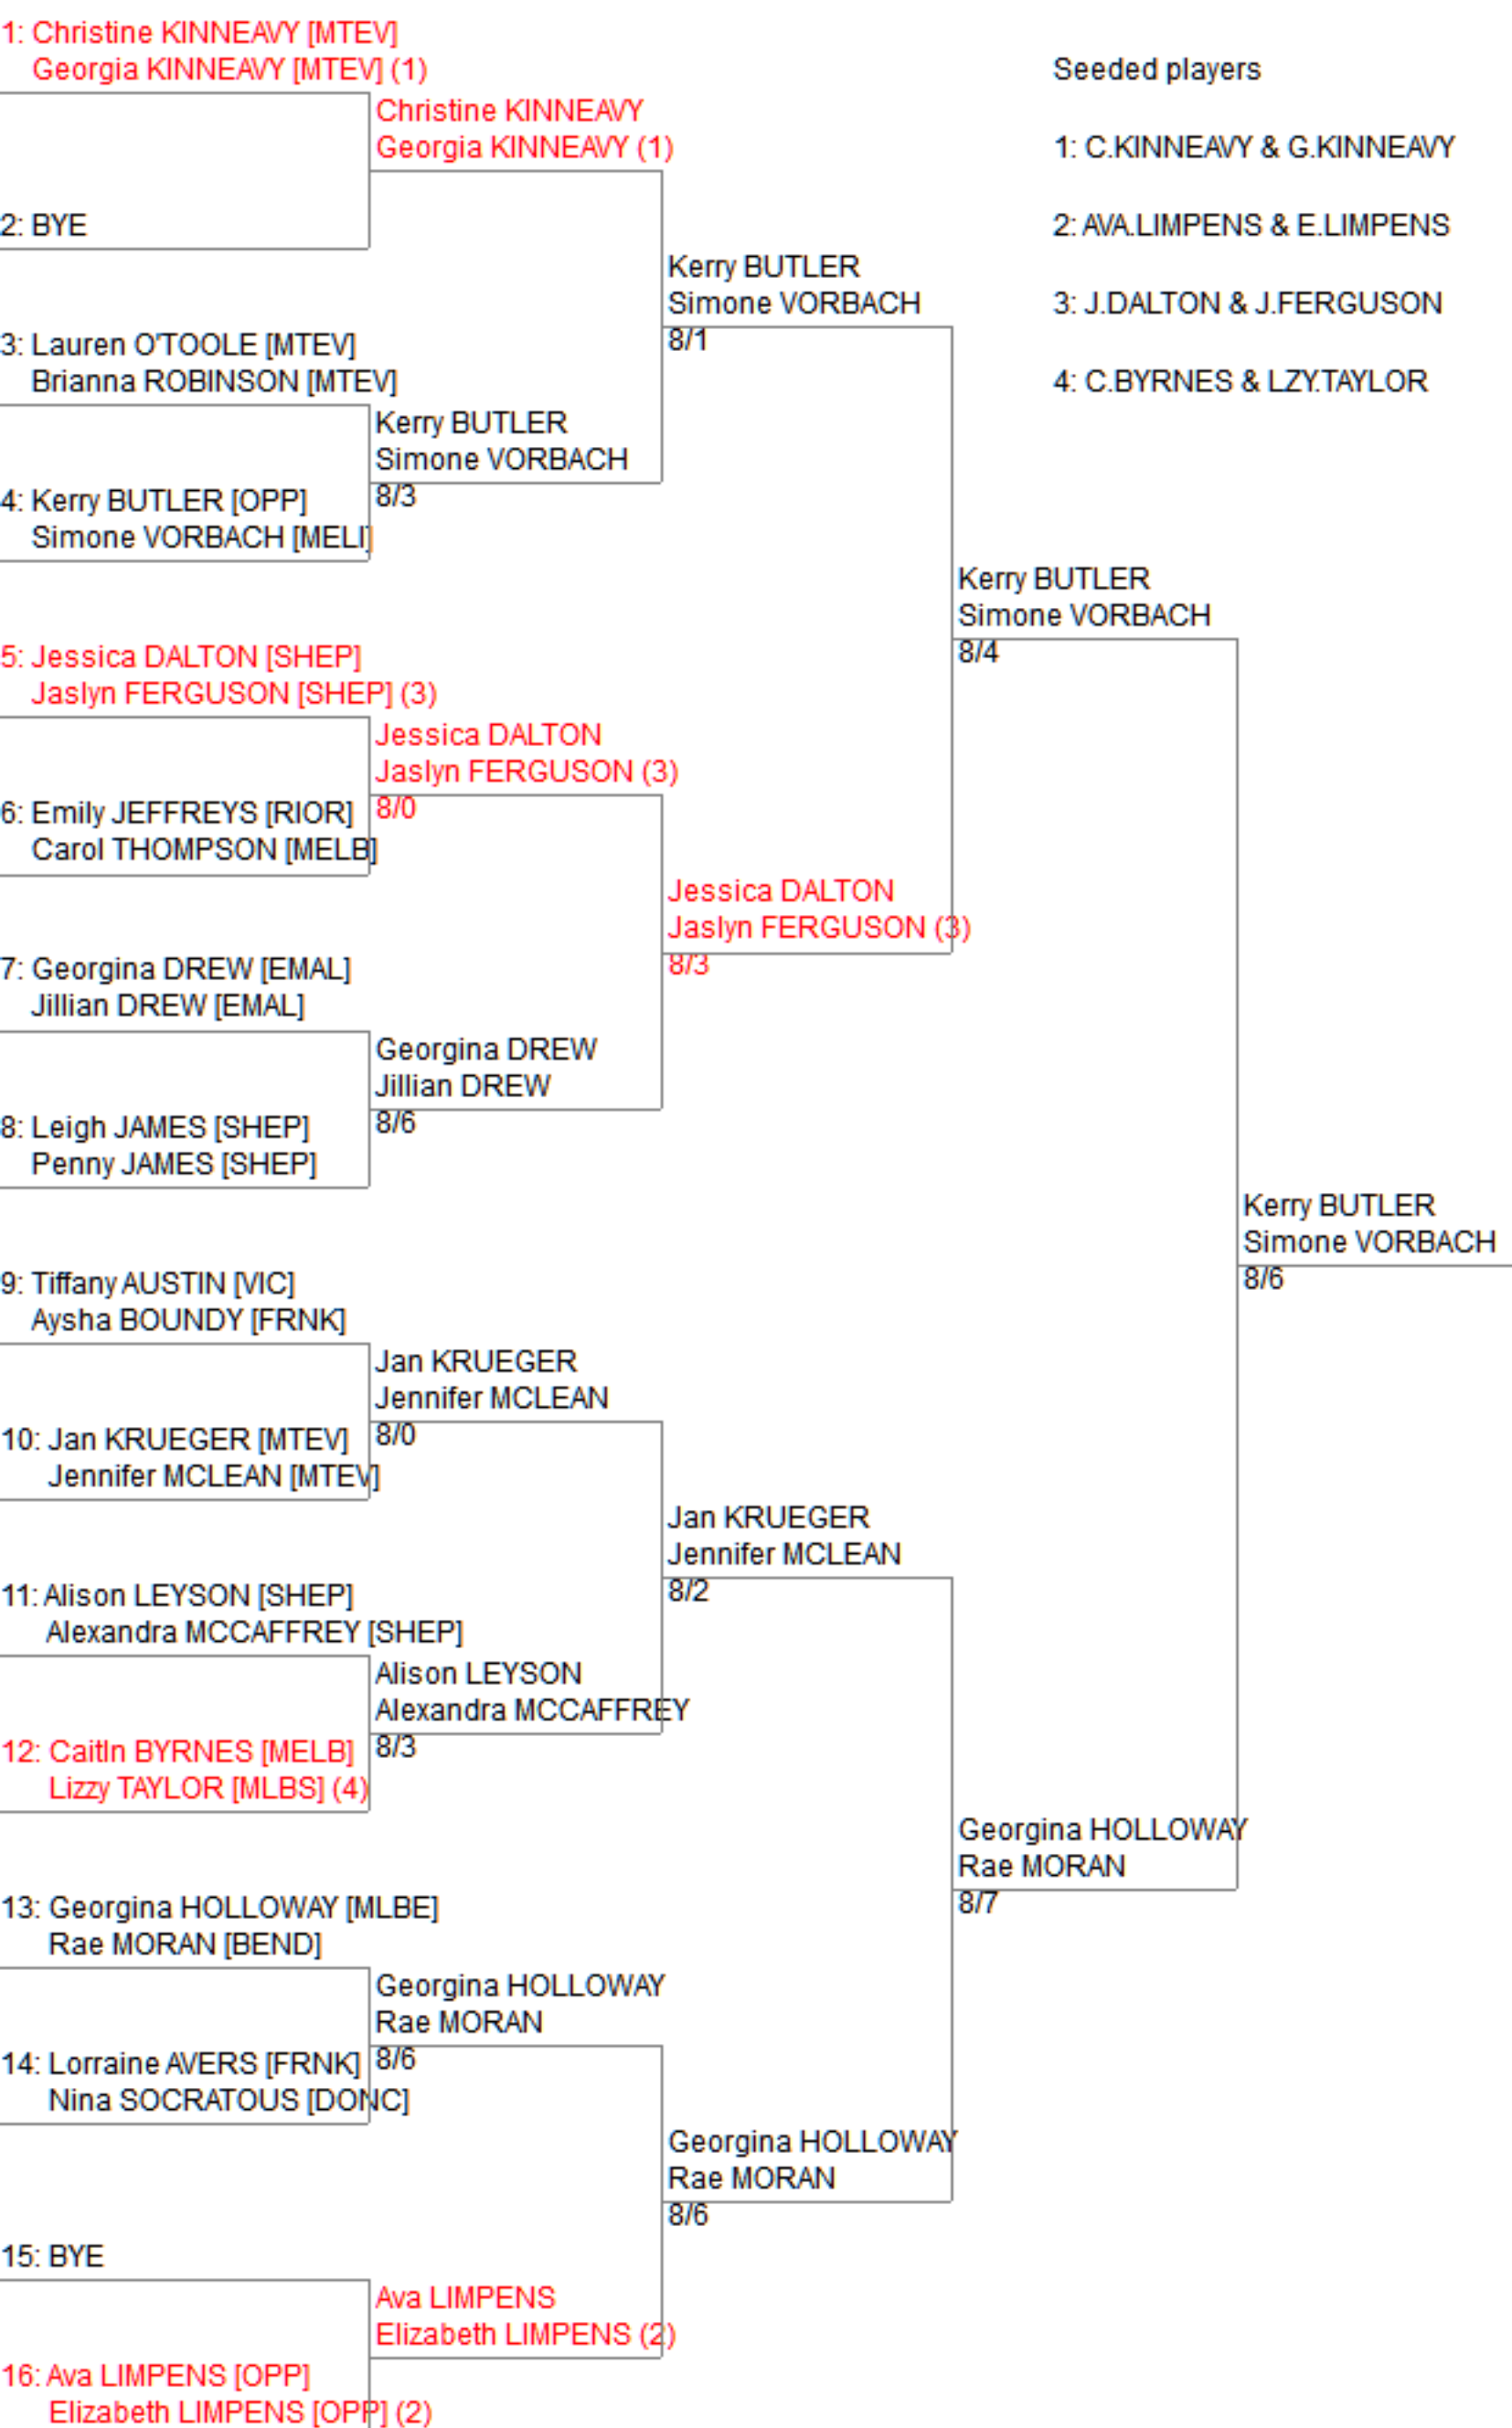 1: Christine KINNEAVY [MTEV]
Georgia KINNEAVY [MTEV] (1)
2: BYE
3: Lauren O'TOOLE [MTEV]
Brianna ROBINSON [MTEV]
4: Kerry BUTLER [OPP]
Simone VORBACH [MELI]
5: Jessica DALTON [SHEP]
Jaslyn FERGUSON [SHEP] (3)
6: Emily JEFFREYS [RIOR]
Carol THOMPSON [MELB]
7: Georgina DREW [EMAL]
Jillian DREW [EMAL]
8: Leigh JAMES [SHEP]
Penny JAMES [SHEP]
9: Tiffany AUSTIN [VIC]
Aysha BOUNDY [FRNK]
10: Jan KRUEGER [MTEV]
Jennifer MCLEAN [MTEV]
11: Alison LEYSON [SHEP]
Alexandra MCCAFFREY [SHEP]
12: Caitln BYRNES [MELB]
Lizzy TAYLOR [MLBS] (4)
13: Georgina HOLLOWAY [MLBE]
Rae MORAN [BEND]
14: Lorraine AVERS [FRNK]
Nina SOCRATOUS [DONC]
15: BYE
16: Ava LIMPENS [OPP]
Elizabeth LIMPENS [OPP] (2)
Christine KINNEAVY
Georgia KINNEAVY (1)
Kerry BUTLER
Simone VORBACH
8/3
Jessica DALTON
Jaslyn FERGUSON (3)
8/0
Georgina DREW
Jillian DREW
8/6
Jan KRUEGER
Jennifer MCLEAN
8/0
Alison LEYSON
Alexandra MCCAFFREY
8/3
Georgina HOLLOWAY
Rae MORAN
8/6
Ava LIMPENS
Elizabeth LIMPENS (2)
Kerry BUTLER
Simone VORBACH
8/1
Jessica DALTON
Jaslyn FERGUSON (3)
8/3
Jan KRUEGER
Jennifer MCLEAN
8/2
Georgina HOLLOWAY
Rae MORAN
8/6
Kerry BUTLER
Simone VORBACH
8/4
Georgina HOLLOWAY
Rae MORAN
8/7
Kerry BUTLER
Simone VORBACH
8/6
Seeded players
1: C.KINNEAVY & G.KINNEAVY
2: AVA.LIMPENS & E.LIMPENS
3: J.DALTON & J.FERGUSON
4: C.BYRNES & LZY.TAYLOR